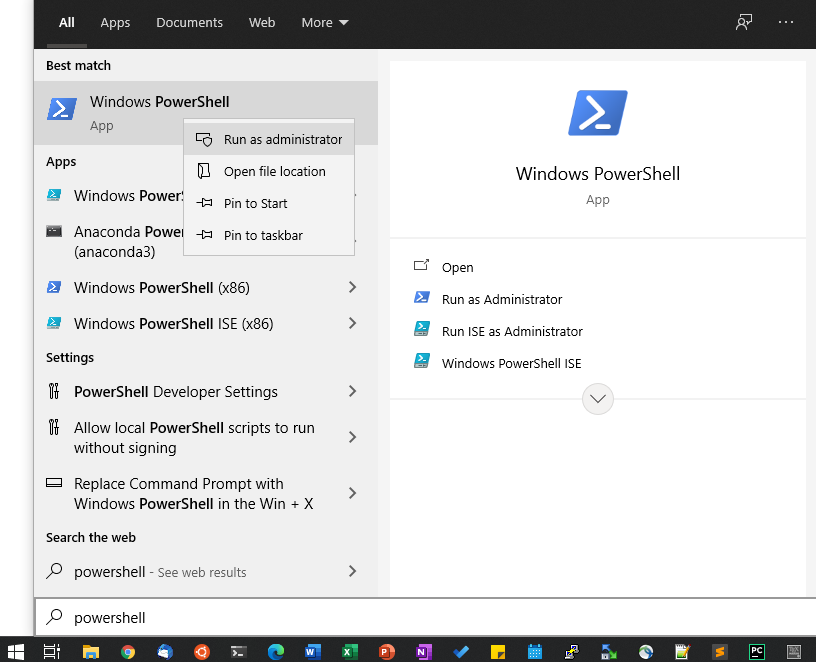 All Apps Documents Web More
Best match
Windows PowerShell
App
Run as administrator
Open file location
Pin to Start
Pin to taskbar
Apps
Windows Power
Anaconda Power
(anaconda3)
Windows PowerShell (x86)
Windows PowerShell ISE (x86)
Settings
PowerShell Developer Settings
Allow local PowerShell scripts to run
without signing
Replace Command Prompt with
Windows PowerShell in the Win + X
Search the web
powershell - See web results
powershell
Windows PowerShell
App
Open
Run as Administrator
Run ISE as Administrator
Windows PowerShell ISE
PC